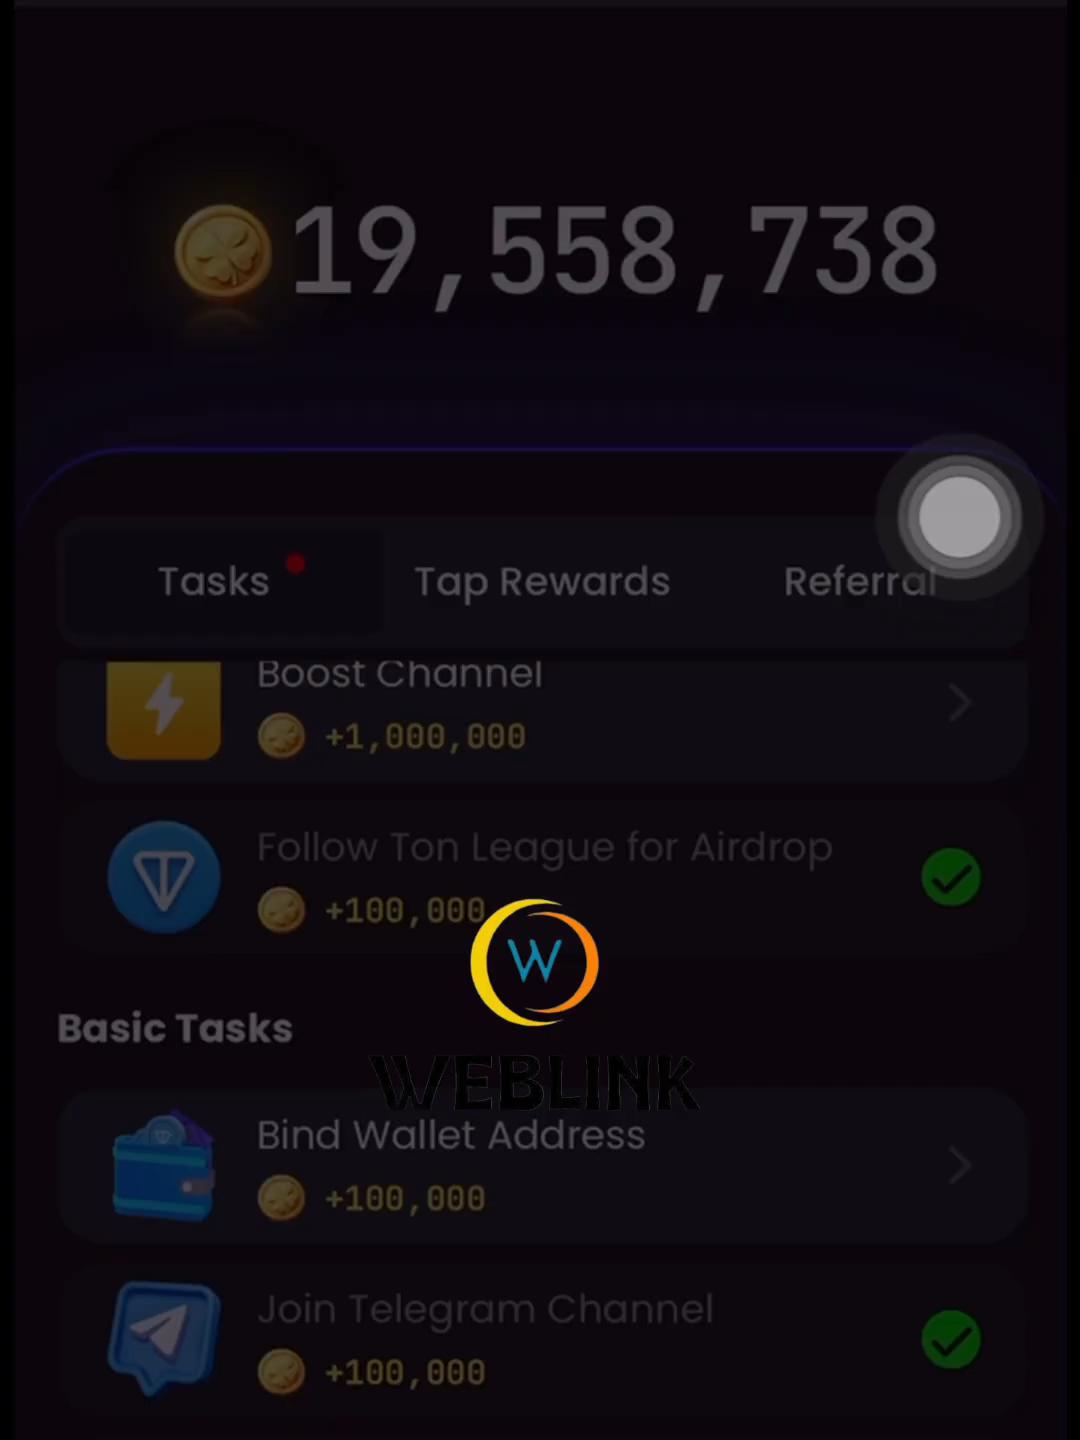 19,558,738
Tasks
Tap Rewards
Referral
Boost Channel
+1,000,000
Follow Ton League for Airdrop
+100,000
W
WEBLINK
Basic Tasks
Bind Wallet Address
+100,000
Join Telegram Channel
+100,000